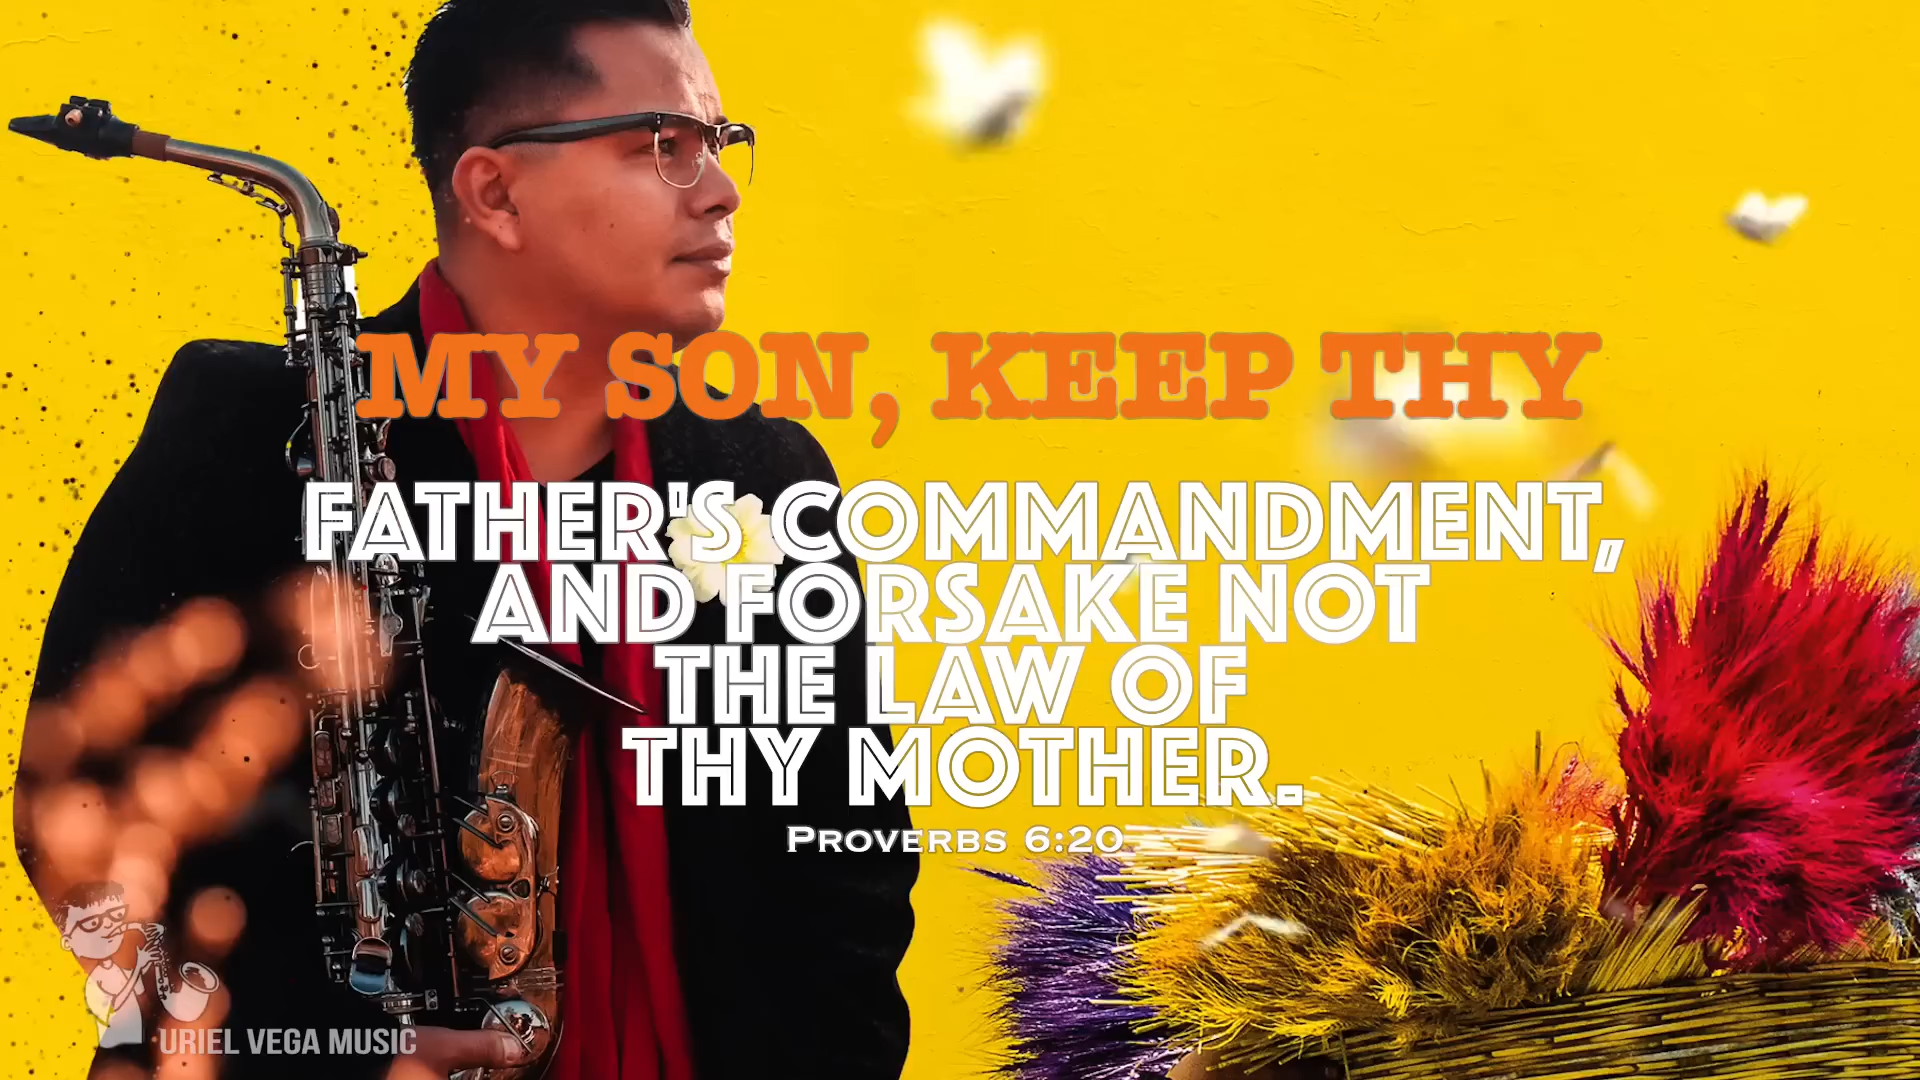 MY SON, KEEP THY
FATHER'S COMMANDMENT,
AND FORSAKE NOT
THE LAW OF
THY MOTHER.
PROVERBS 6:20
URIEL VEGA MUSIC